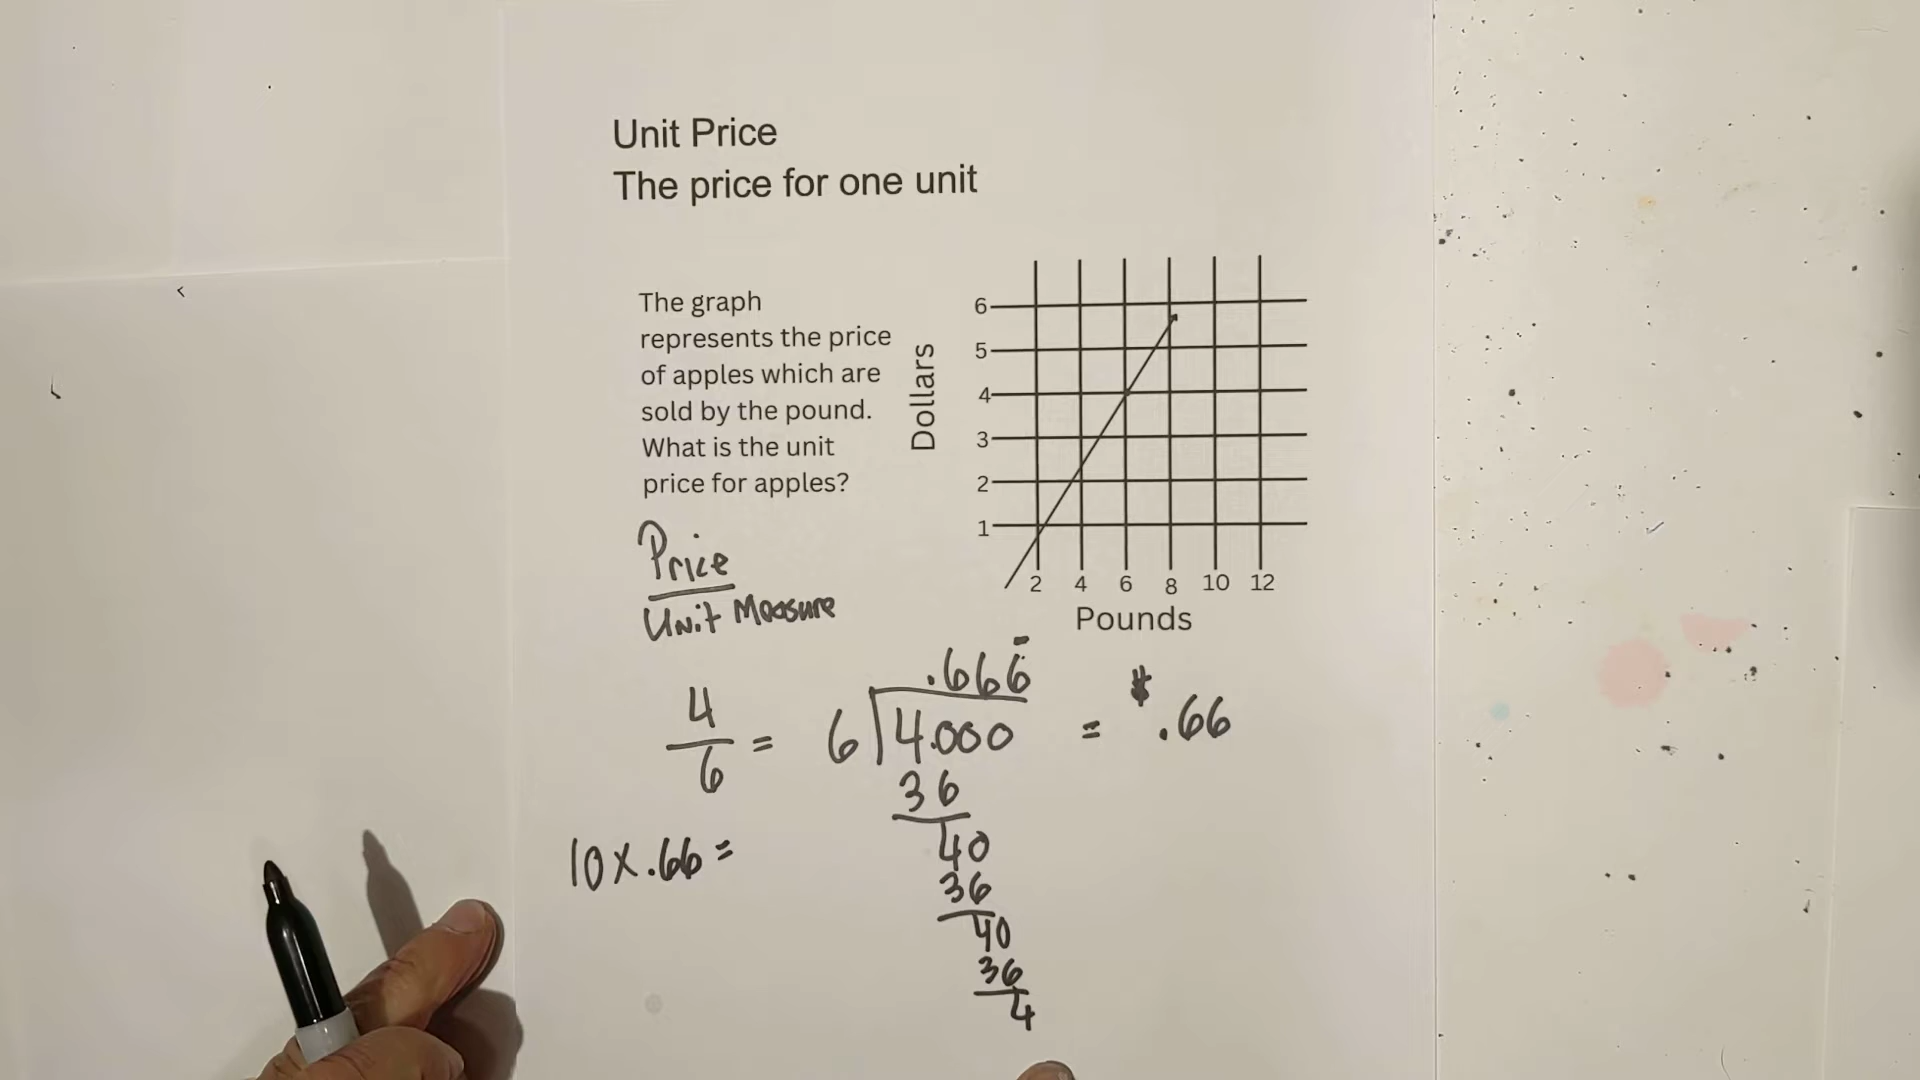 Unit Price
The price for one unit
The graph
represents the price
of apples which are
sold by the pound.
What is the unit
price for apples?
Dollars
6
5
4
3
2
1
2 4 6 8 10 12
Pounds
Price
Unit Measure
.666
4
6
= 6 4.000 = $.66
36
40
36
40
36
4
10 x .66 =